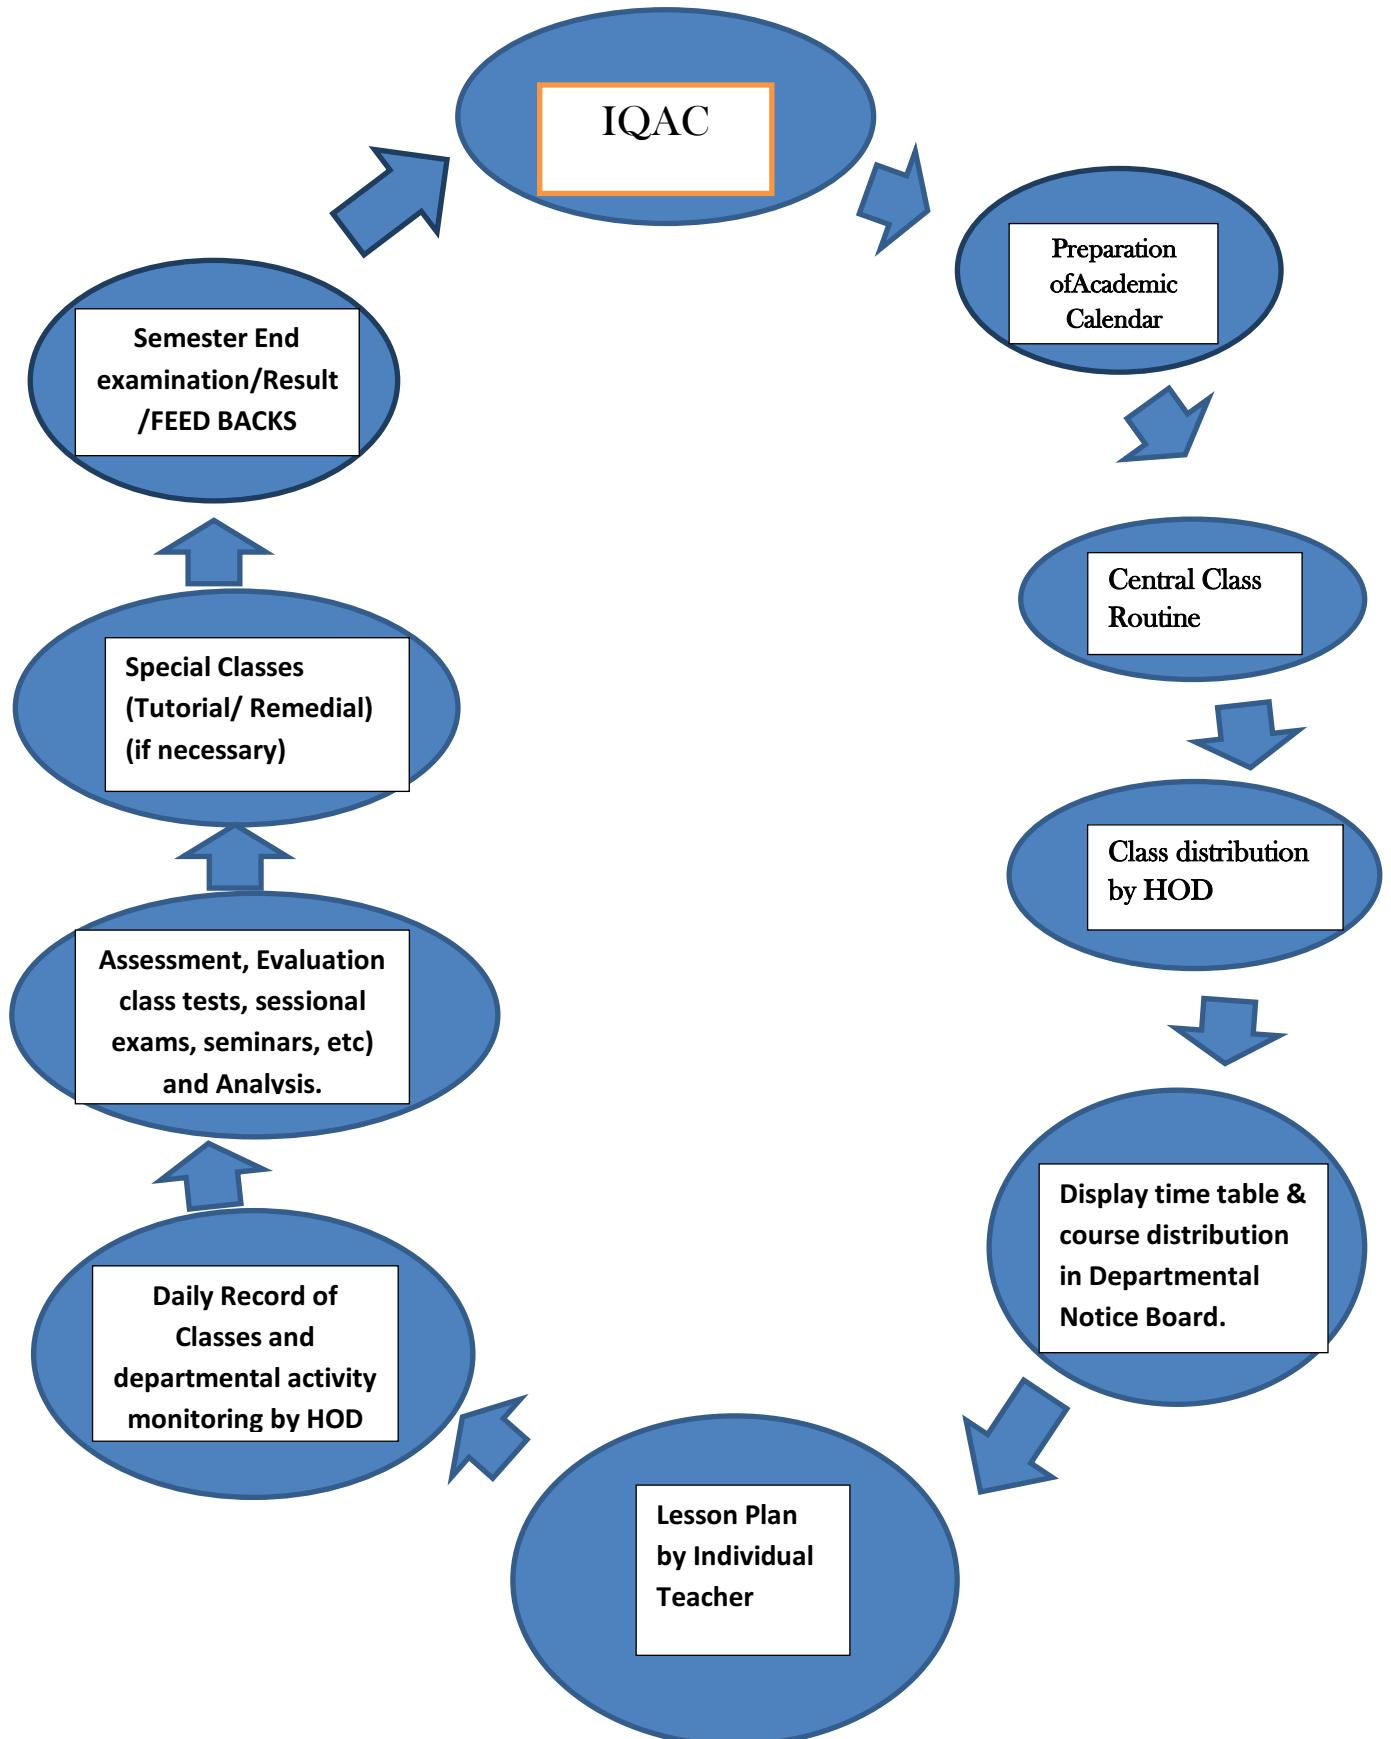 IQAC
Preparation
ofAcademic
Calendar
Central Class
Routine
Class distribution
by HOD
Display time table &
course distribution
in Departmental
Notice Board.
Lesson Plan
by Individual
Teacher
Daily Record of
Classes and
departmental activity
monitoring by HOD
Assessment, Evaluation
class tests, sessional
exams, seminars, etc)
and Analysis.
Special Classes
(Tutorial/ Remedial)
(if necessary)
Semester End
examination/Result
/FEED BACKS